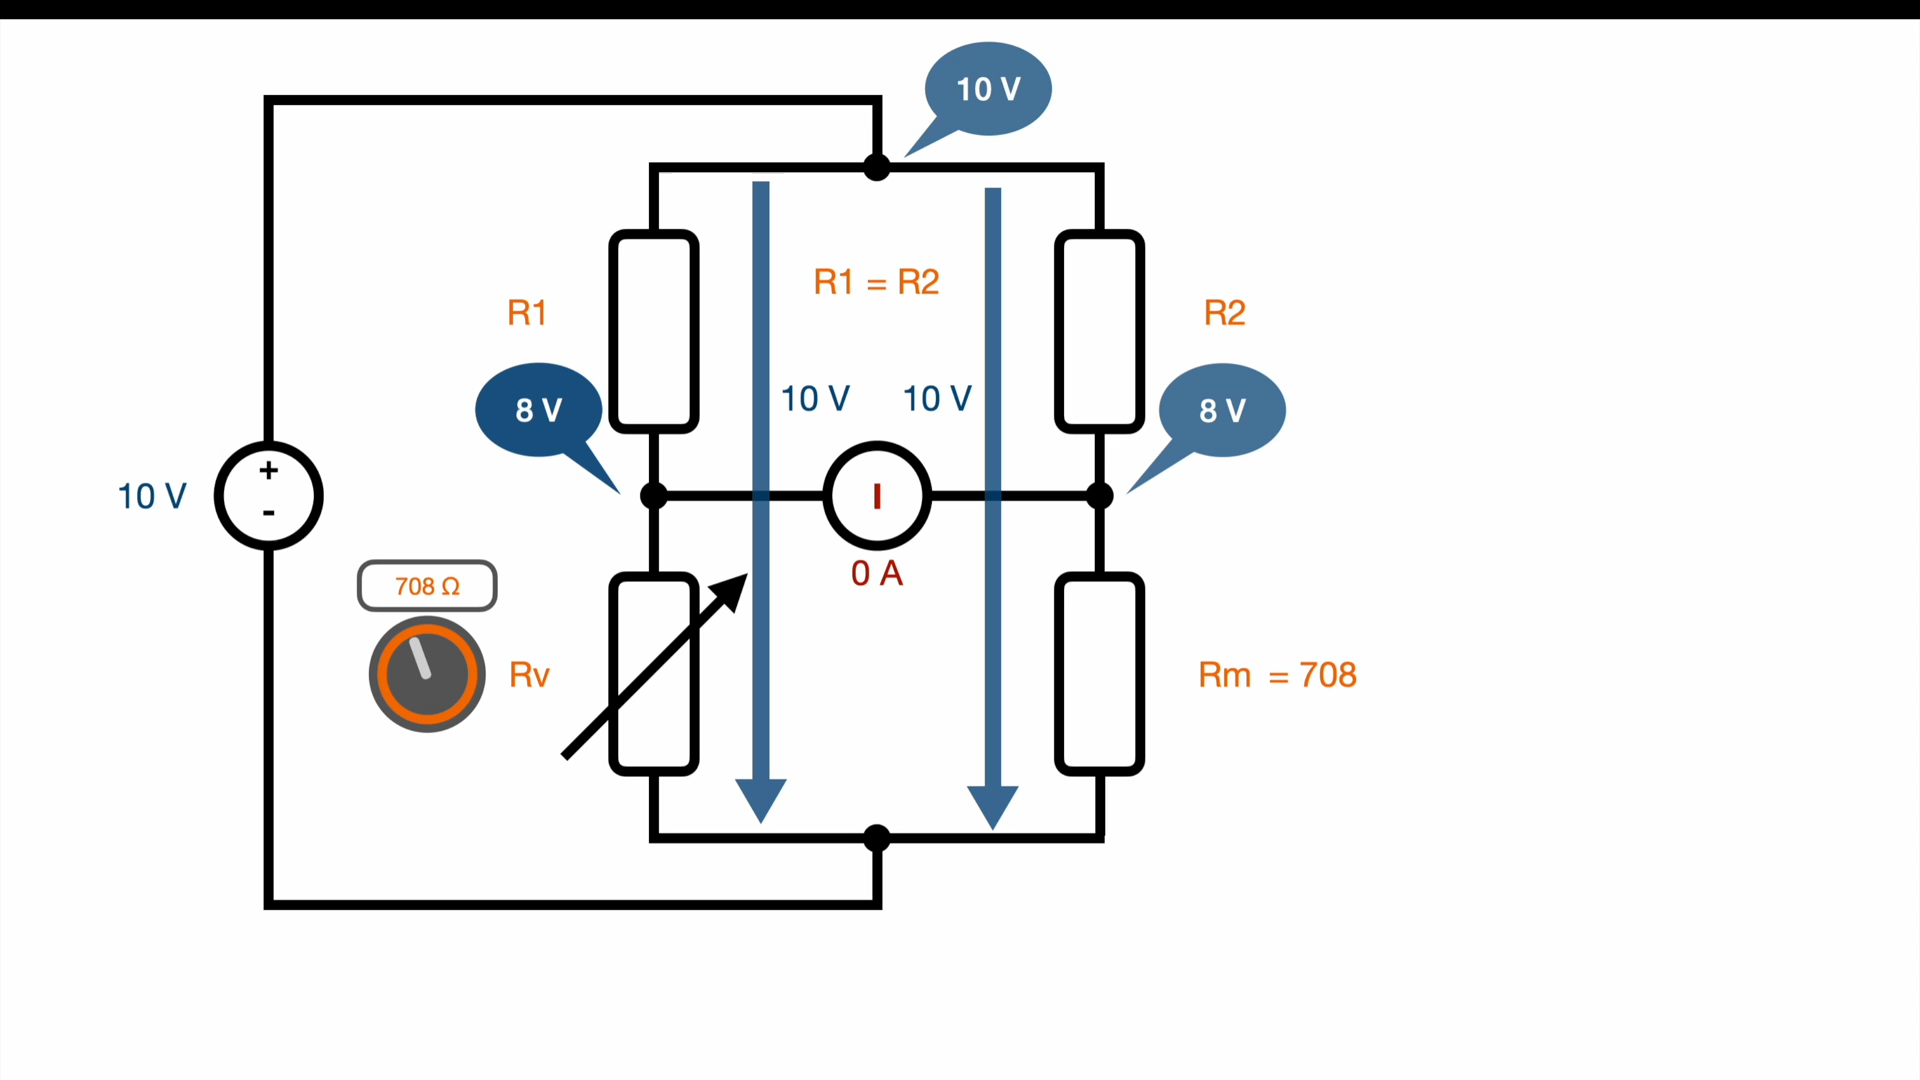 10 V
R1 = R2
R1
R2
8 V
10 V
10 V
8 V
+
-
10 V
I
0 A
708 Ω
Rv
Rm = 708